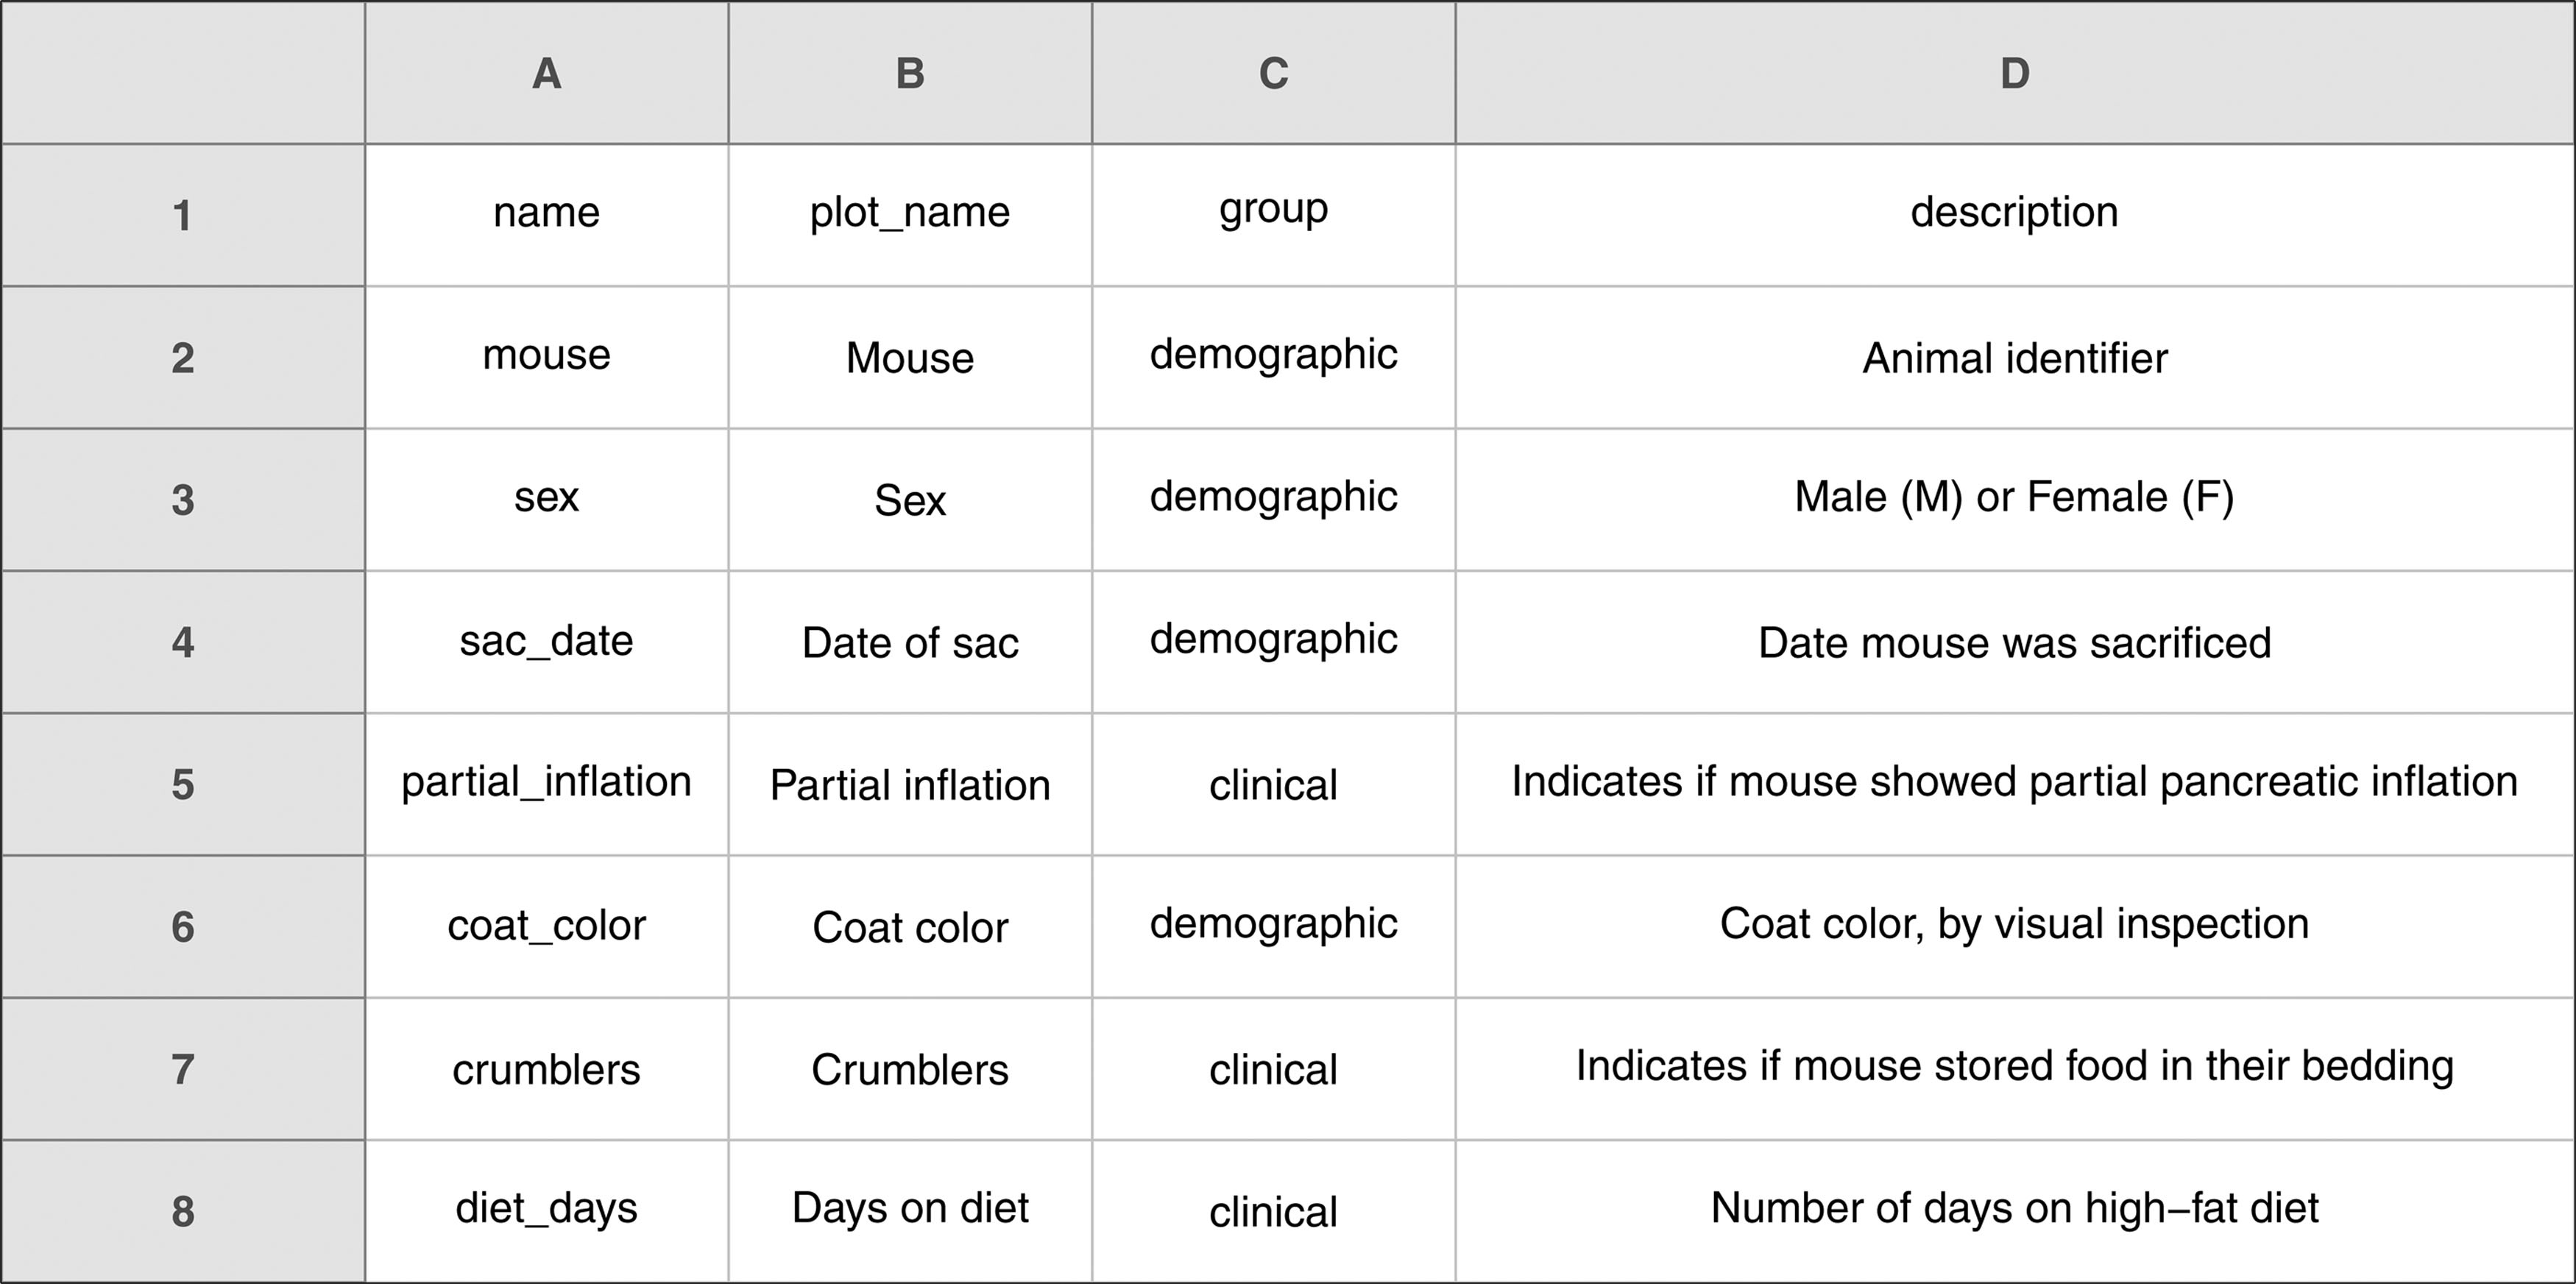 A B C D
1 name plot_name group description
2 mouse Mouse demographic Animal identifier
3 sex Sex demographic Male (M) or Female (F)
4 sac_date Date of sac demographic Date mouse was sacrificed
5 partial_inflation Partial inflation clinical Indicates if mouse showed partial pancreatic inflation
6 coat_color Coat color demographic Coat color, by visual inspection
7 crumblers Crumblers clinical Indicates if mouse stored food in their bedding
8 diet_days Days on diet clinical Number of days on high–fat diet